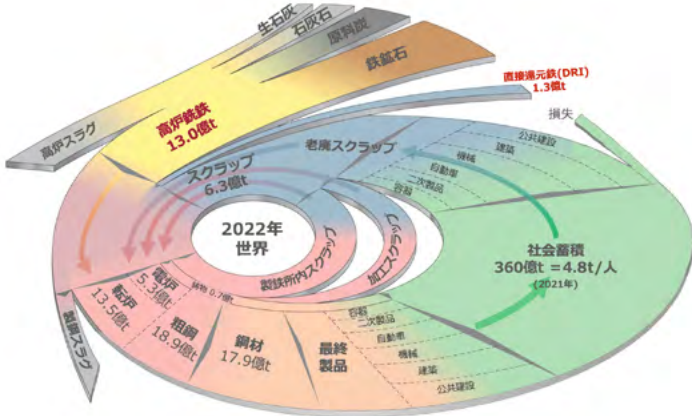 生石灰
石灰石
原料炭
鉄鉱石
高炉スラグ
高炉銑鉄
13.0億t
直接還元鉄(DRI)
1.3億t
損失
スクラップ
6.3億t
老廃スクラップ
公共建設
建築
機械
自動車
二次製品
容器
2022年
世界
製鉄所内スクラップ
加工スクラップ
社会蓄積
360億t =4.8t/人
(2021年)
鋳物 0.7億t
電炉
5.3億t
転炉
13.5億t
製鋼スラグ
粗鋼
18.9億t
鋼材
17.9億t
最終
製品
容器
二次製品
自動車
機械
建築
公共建設